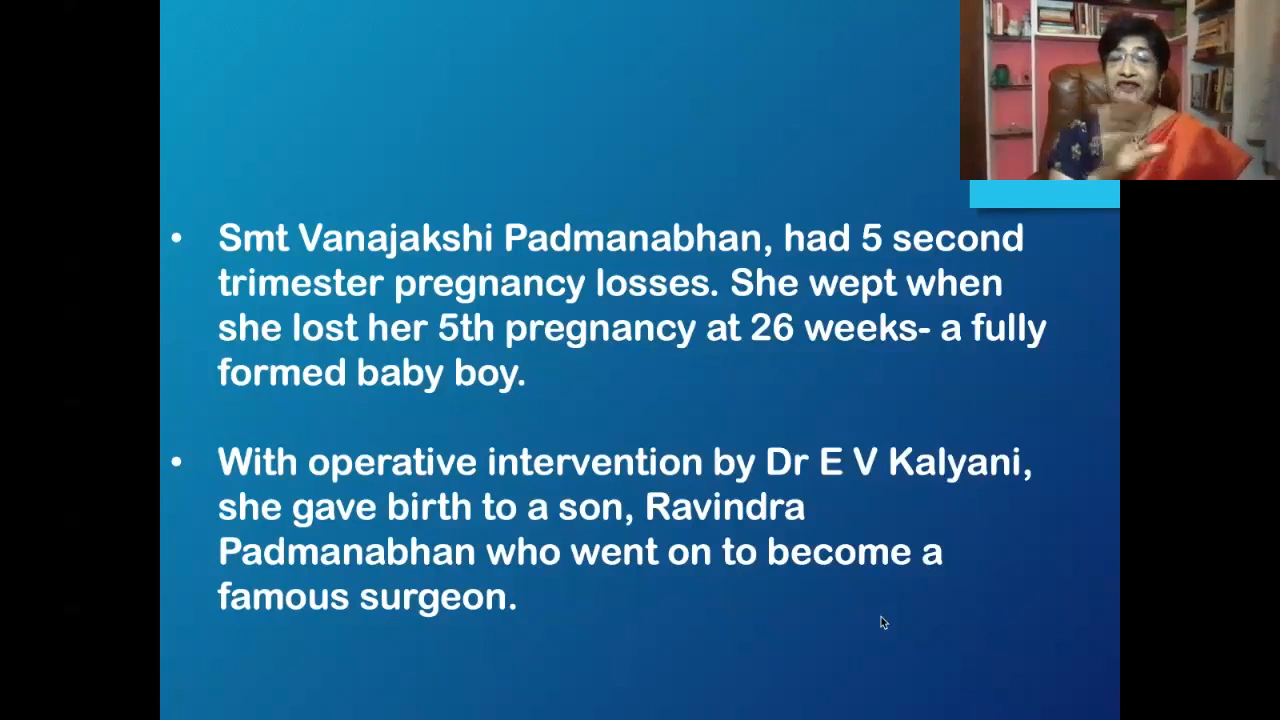 • Smt Vanajakshi Padmanabhan, had 5 second
trimester pregnancy losses. She wept when
she lost her 5th pregnancy at 26 weeks- a fully
formed baby boy.
• With operative intervention by Dr E V Kalyani,
she gave birth to a son, Ravindra
Padmanabhan who went on to become a
famous surgeon.